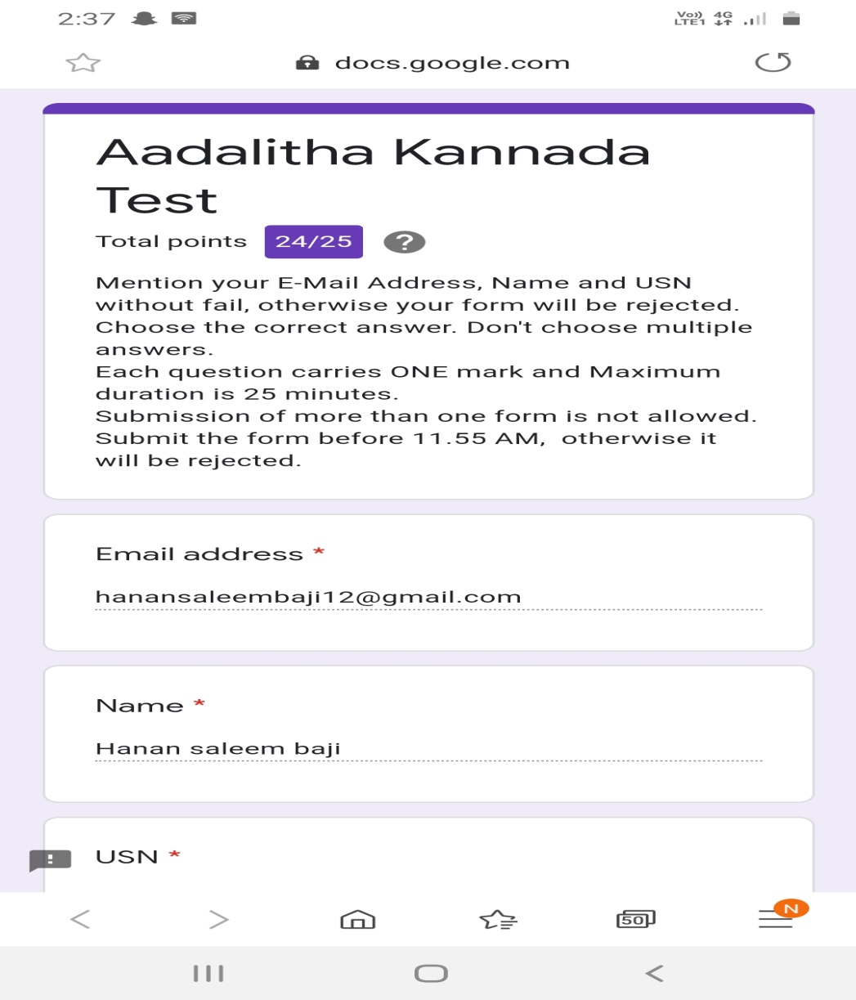 2:37
Vo)) 4G
LTE1
docs.google.com
Aadalitha Kannada
Test
Total points 24/25 ?
Mention your E-Mail Address, Name and USN
without fail, otherwise your form will be rejected.
Choose the correct answer. Don't choose multiple
answers.
Each question carries ONE mark and Maximum
duration is 25 minutes.
Submission of more than one form is not allowed.
Submit the form before 11.55 AM,  otherwise it
will be rejected.
Email address *
hanansaleembaji12@gmail.com
Name *
Hanan saleem baji
USN *
50
N